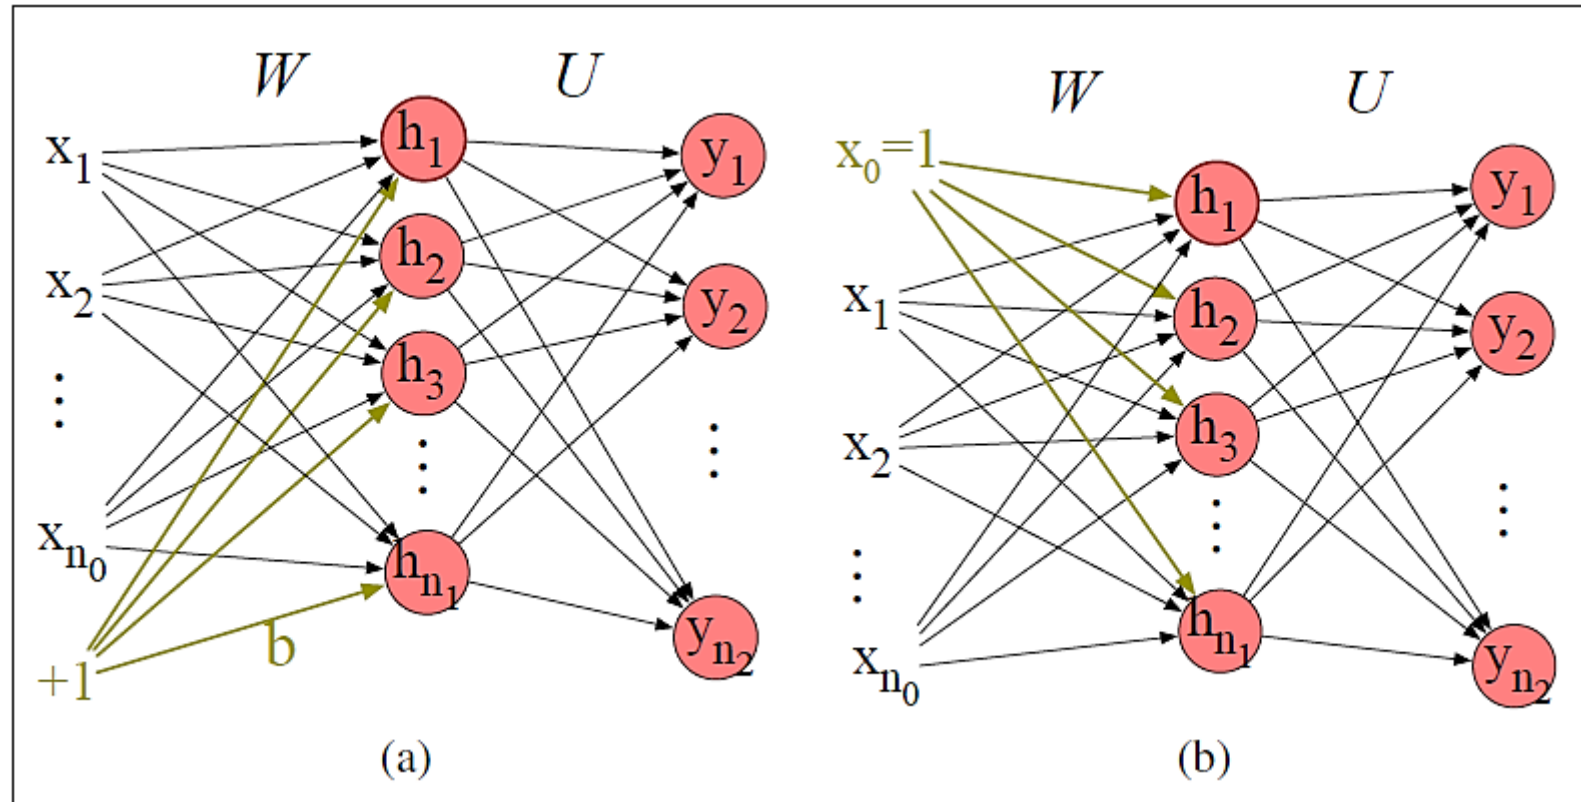 W U
x₁ h₁ y₁
x₂ h₂ y₂
⋮ h₃
⋮ ⋮
xₙ₀ hₙ₁ yₙ₂
+1 b
(a)
W U
x₀=1 h₁ y₁
x₁ h₂ y₂
x₂ h₃
⋮ ⋮ ⋮
xₙ₀ hₙ₁ yₙ₂
(b)